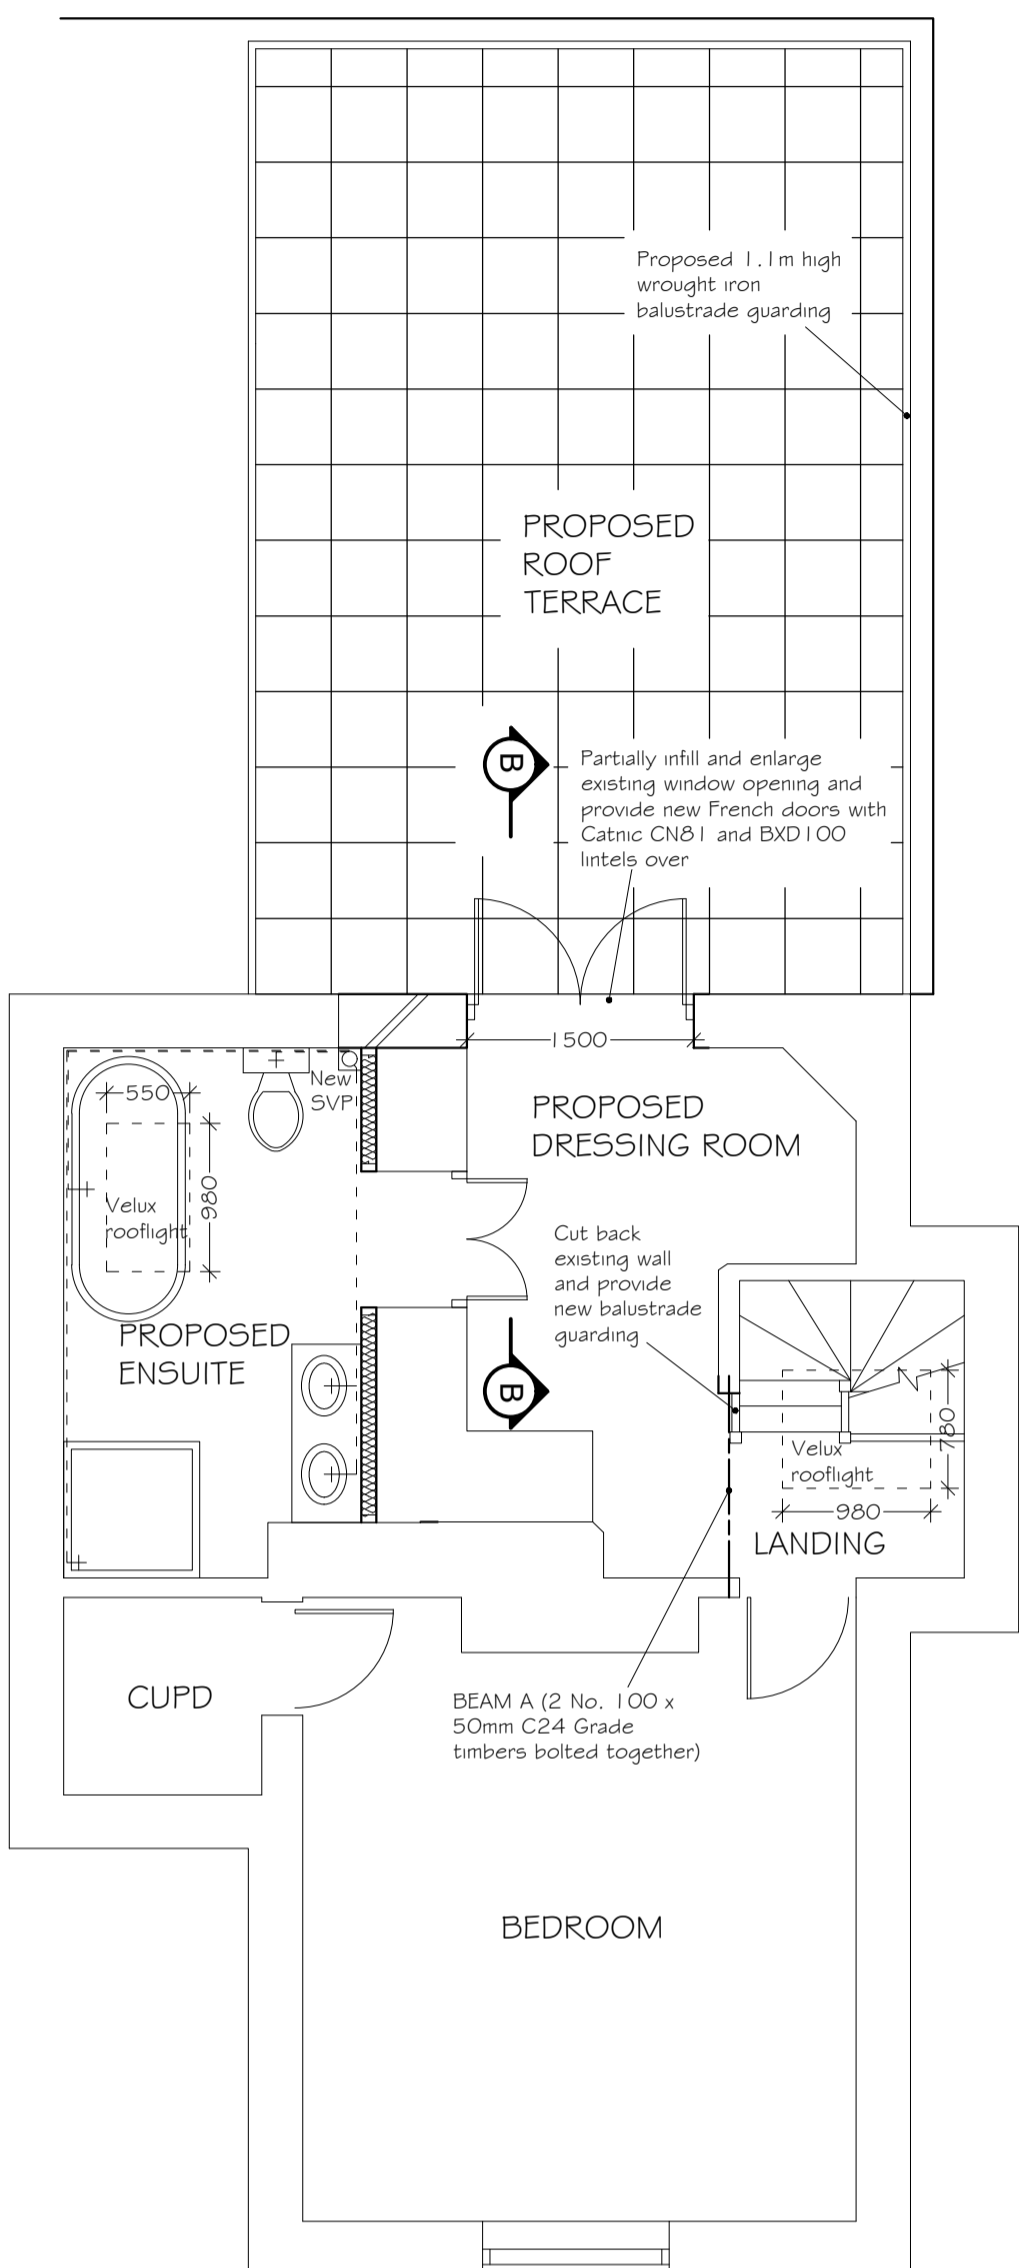 Proposed 1.1m high
wrought iron
balustrade guarding
PROPOSED
ROOF
TERRACE
B
Partially infill and enlarge
existing window opening and
provide new French doors with
Catnic CN81 and BXD100
lintels over
1500
New
SVP
550
980
Velux
rooflight
PROPOSED
DRESSING ROOM
Cut back
existing wall
and provide
new balustrade
guarding
PROPOSED
ENSUITE
B
780
Velux
rooflight
980
LANDING
CUPD
BEAM A (2 No. 100 x
50mm C24 Grade
timbers bolted together)
BEDROOM